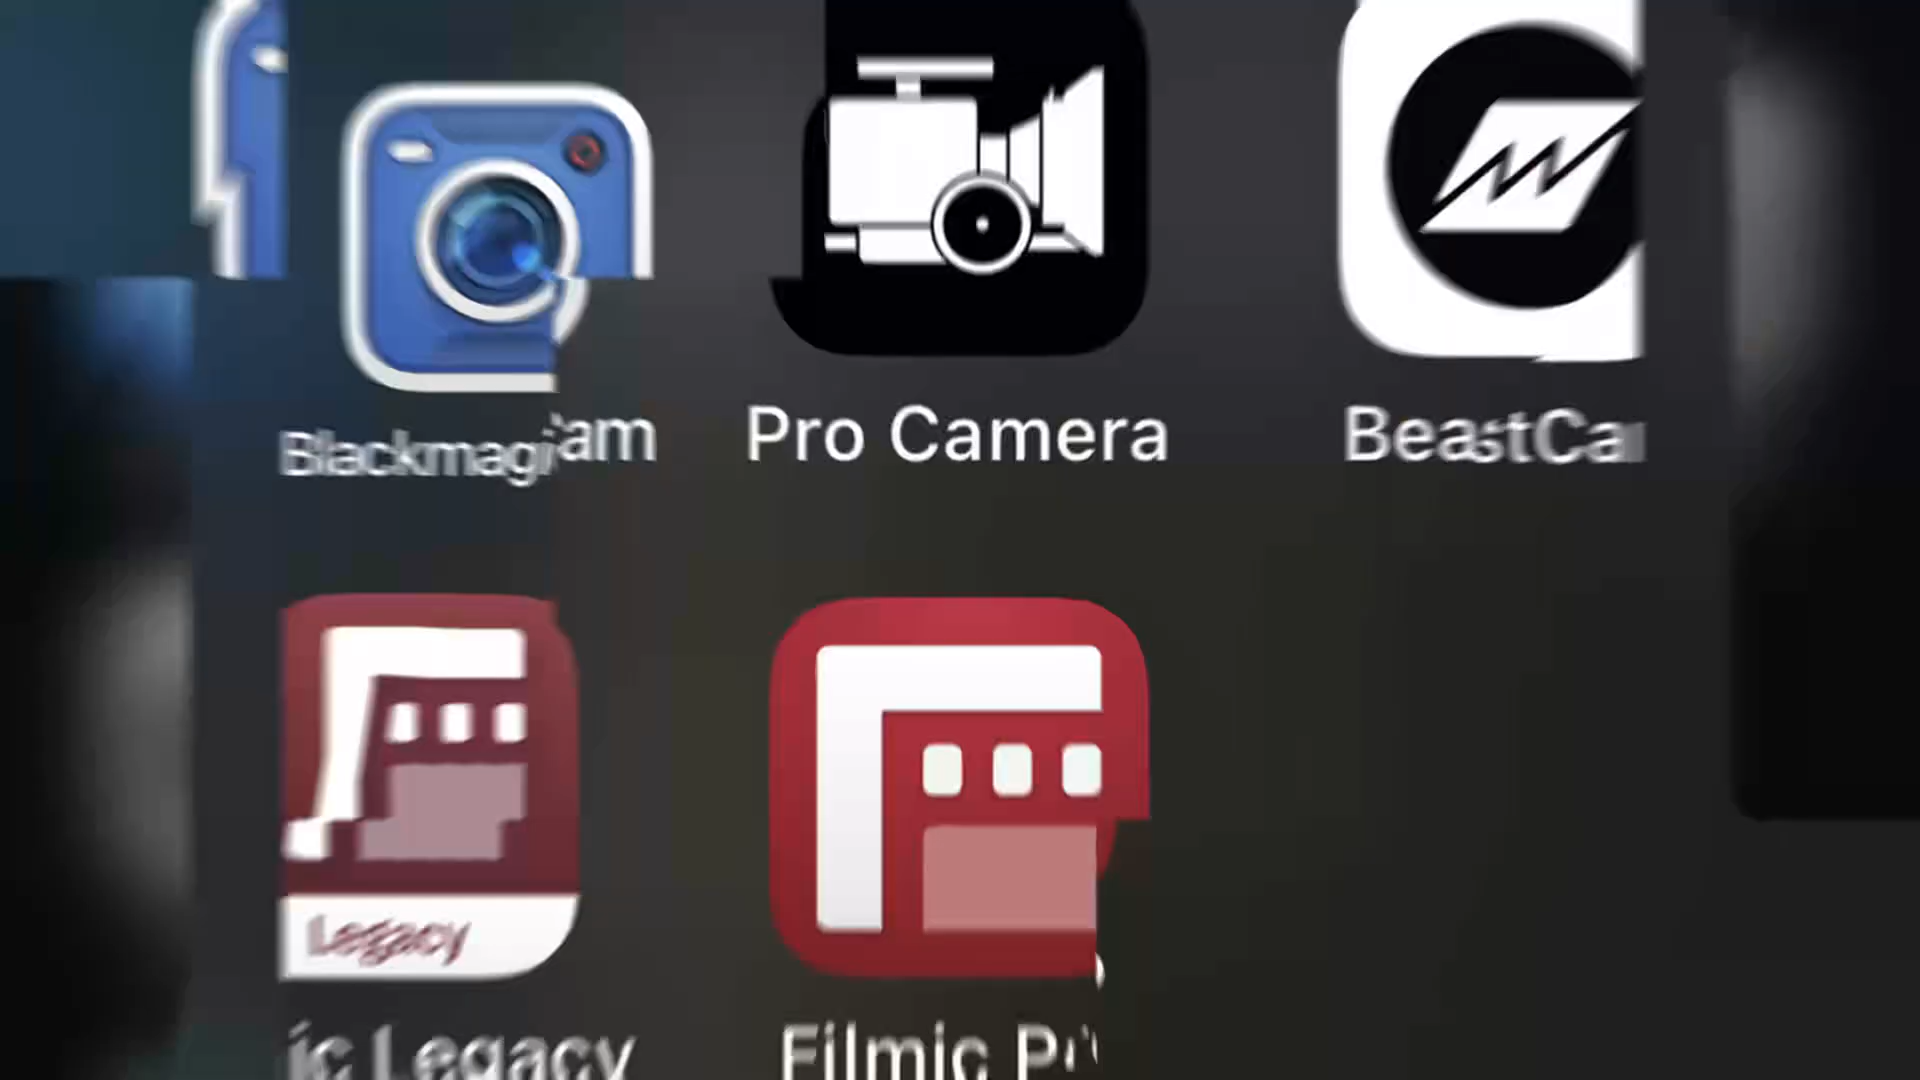 Blackmagi am
Pro Camera
BeastCa
Legacy
ic Legacy
Filmic P